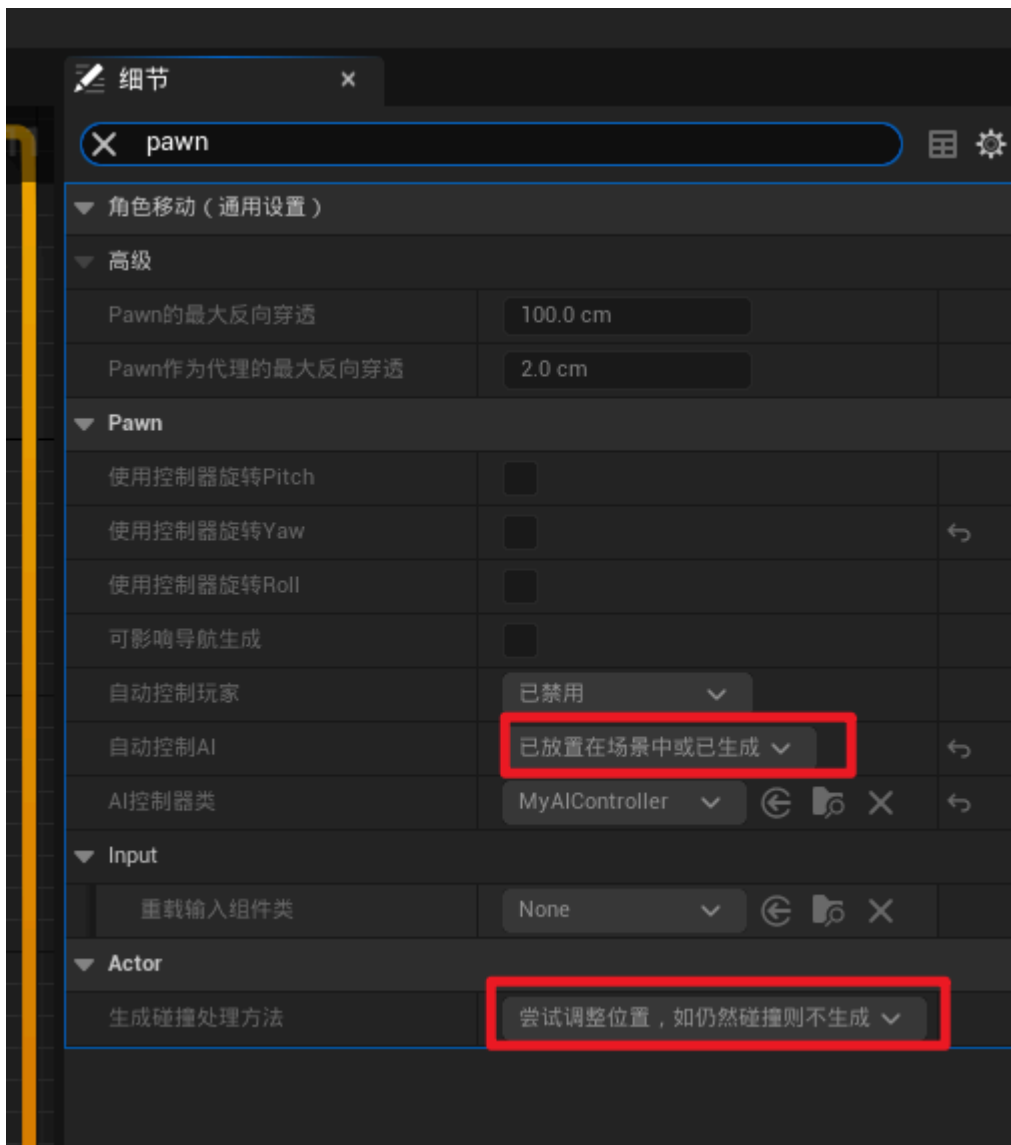 细节
pawn
角色移动（通用设置）
高级
Pawn的最大反向穿透 100.0 cm
Pawn作为代理的最大反向穿透 2.0 cm
Pawn
使用控制器旋转Pitch
使用控制器旋转Yaw
使用控制器旋转Roll
可影响导航生成
自动控制玩家 已禁用
自动控制AI 已放置在场景中或已生成
AI控制器类 MyAIController
Input
重载输入组件类 None
Actor
生成碰撞处理方法 尝试调整位置，如仍然碰撞则不生成